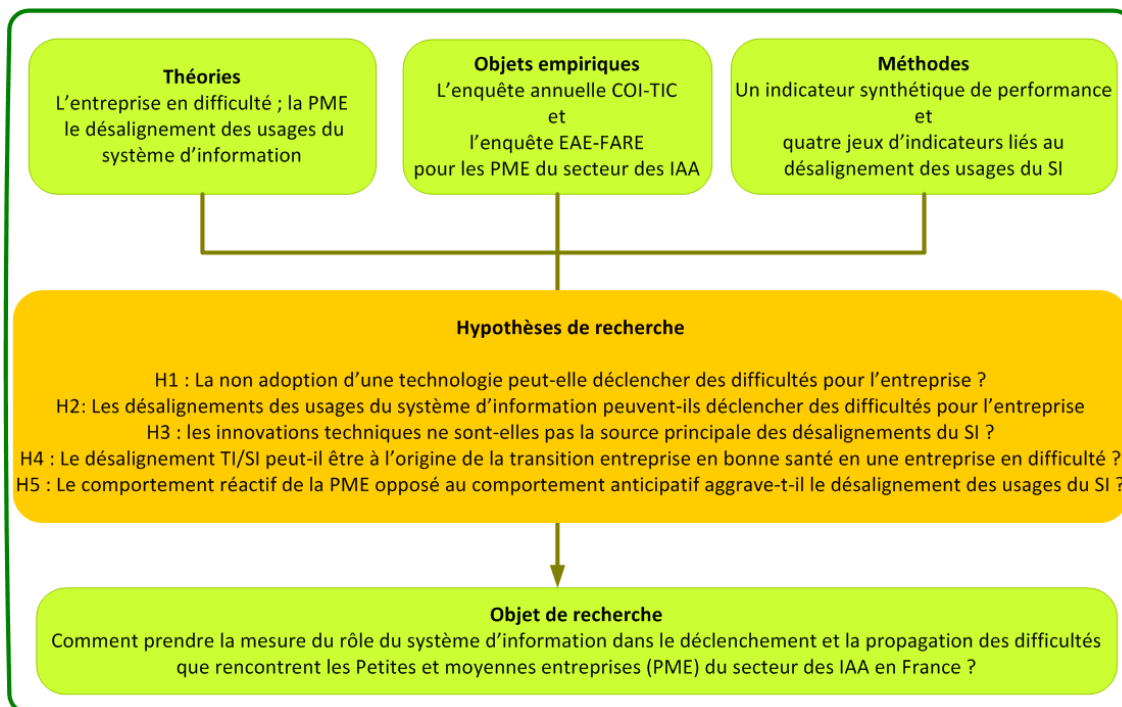 Théories
L'entreprise en difficulté ; la PME
le désalignement des usages du
système d'information
Objets empiriques
L'enquête annuelle COI-TIC
et
l'enquête EAE-FARE
pour les PME du secteur des IAA
Méthodes
Un indicateur synthétique de performance
et
quatre jeux d'indicateurs liés au
désalignement des usages du SI
Hypothèses de recherche
H1 : La non adoption d'une technologie peut-elle déclencher des difficultés pour l'entreprise ?
H2: Les désalignements des usages du système d'information peuvent-ils déclencher des difficultés pour l'entreprise
H3 : les innovations techniques ne sont-elles pas la source principale des désalignements du SI ?
H4 : Le désalignement TI/SI peut-il être à l'origine de la transition entreprise en bonne santé en une entreprise en difficulté ?
H5 : Le comportement réactif de la PME opposé au comportement anticipatif aggrave-t-il le désalignement des usages du SI ?
Objet de recherche
Comment prendre la mesure du rôle du système d'information dans le déclenchement et la propagation des difficultés
que rencontrent les Petites et moyennes entreprises (PME) du secteur des IAA en France ?